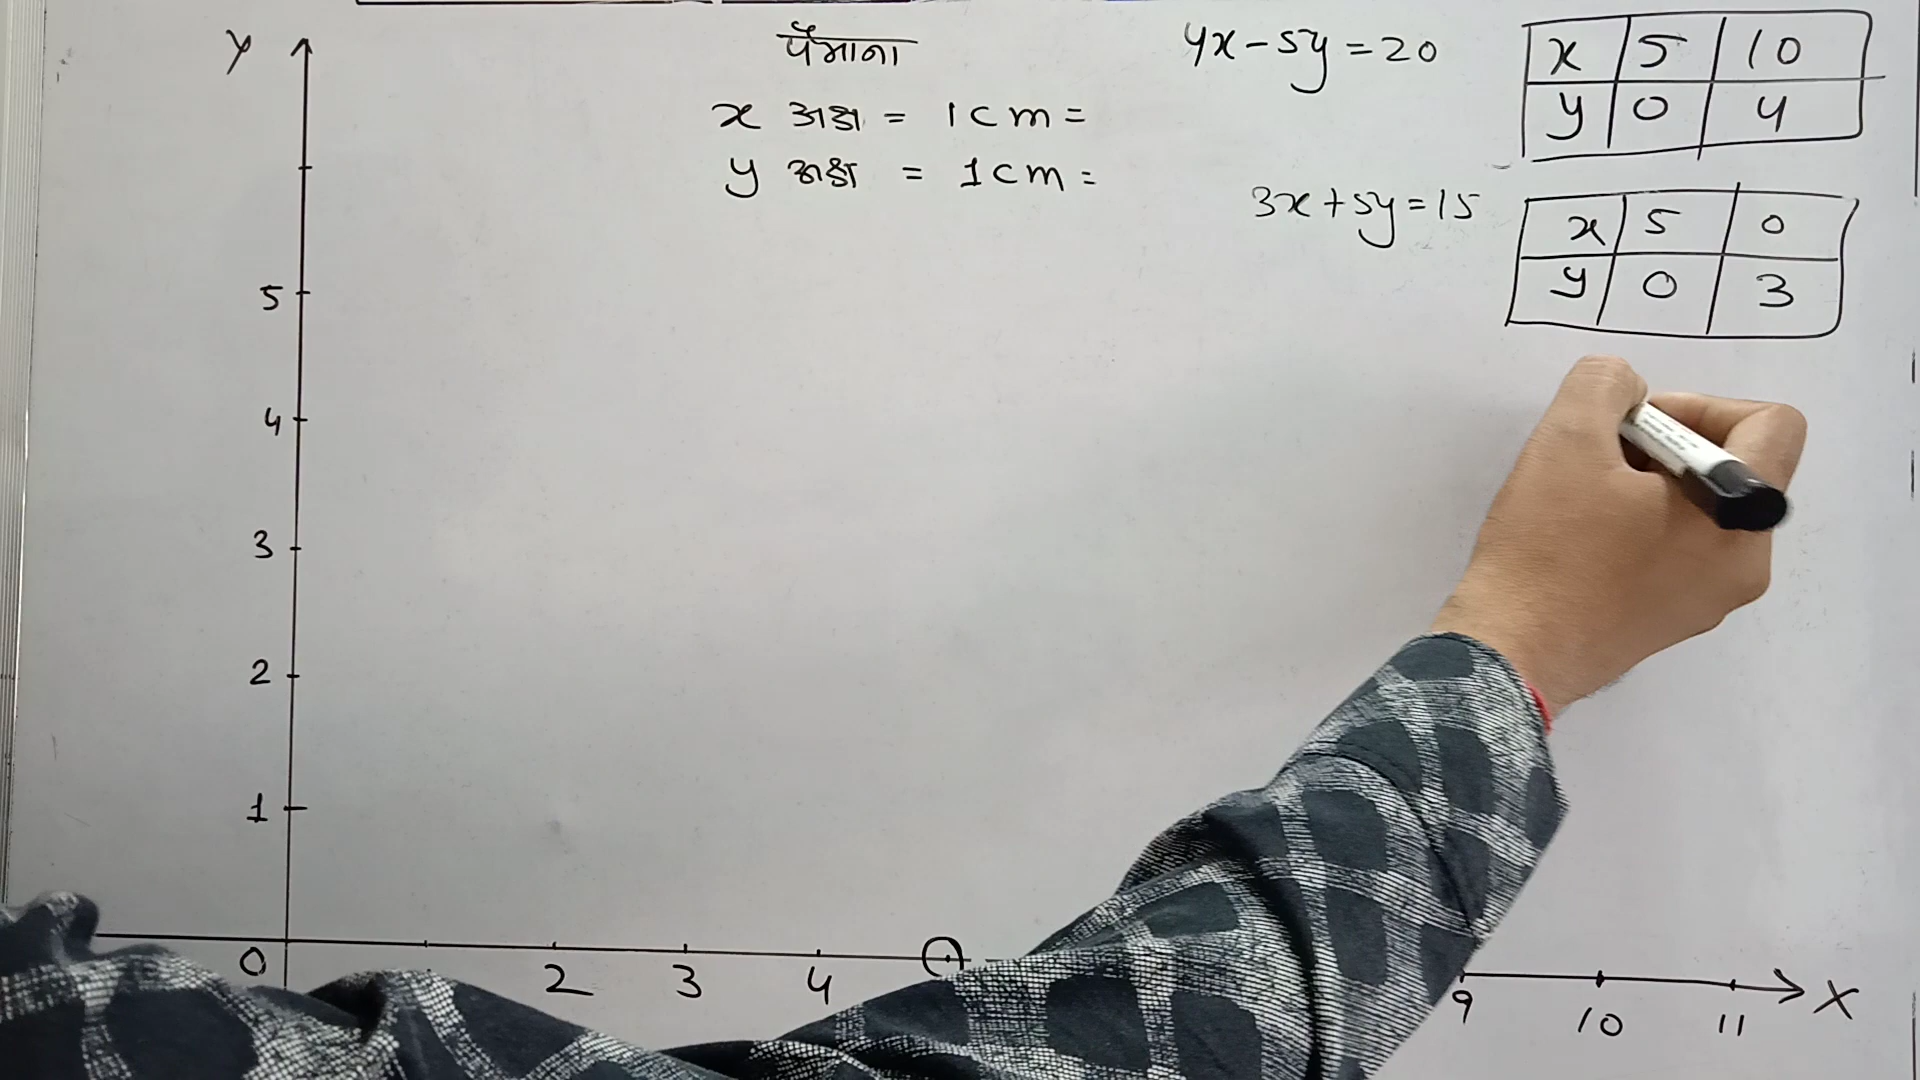 पैमाना
x अक्ष = 1cm =
y अक्ष = 1cm =
4x-5y=20
x 5 10
y 0 4
3x+5y=15
x 5 0
y 0 3
Y
5
4
3
2
1
0 2 3 4 9 10 11 X